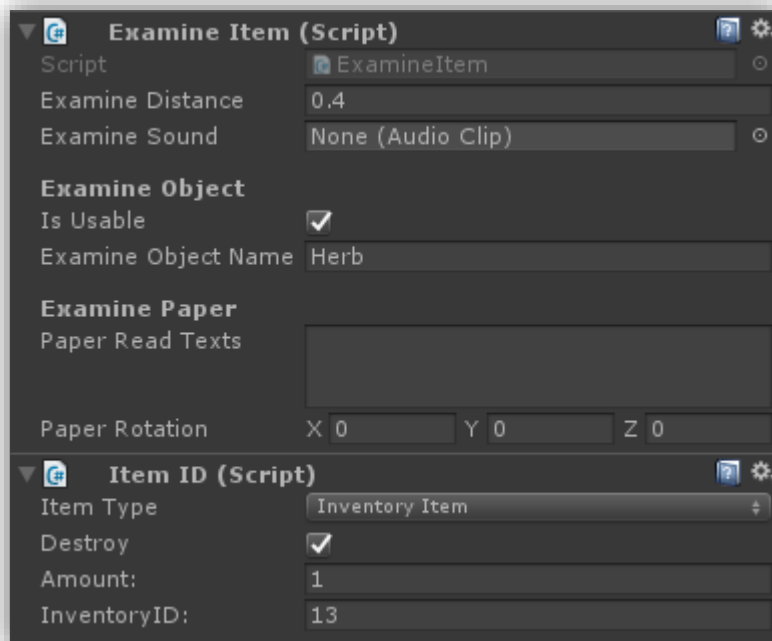 Examine Item (Script)
Script ExamineItem
Examine Distance 0.4
Examine Sound None (Audio Clip)
Examine Object
Is Usable
Examine Object Name Herb
Examine Paper
Paper Read Texts
Paper Rotation X 0 Y 0 Z 0
Item ID (Script)
Item Type Inventory Item
Destroy
Amount: 1
InventoryID: 13